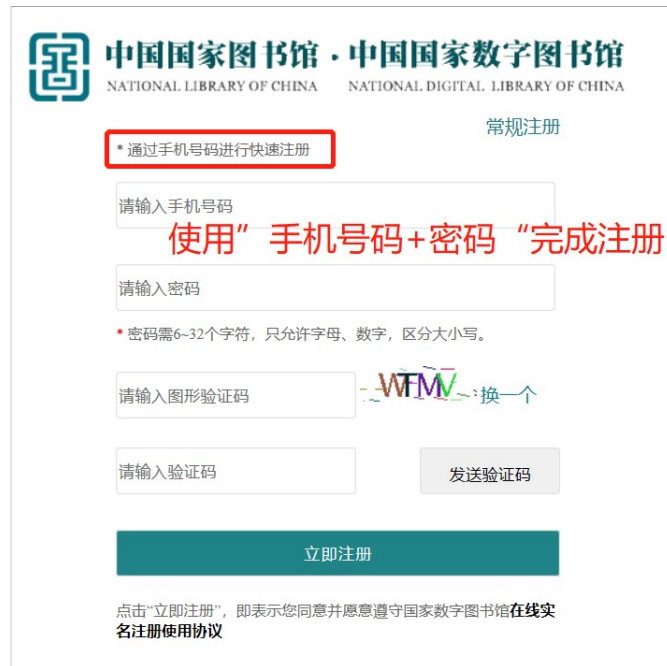 中国国家图书馆·中国国家数字图书馆
NATIONAL LIBRARY OF CHINA NATIONAL DIGITAL LIBRARY OF CHINA
常规注册
* 通过手机号码进行快速注册
请输入手机号码
使用”手机号码+密码“完成注册
请输入密码
* 密码需6~32个字符，只允许字母、数字，区分大小写。
请输入图形验证码 WFMV 换一个
请输入验证码 发送验证码
立即注册
点击“立即注册”，即表示您同意并愿意遵守国家数字图书馆在线实
名注册使用协议